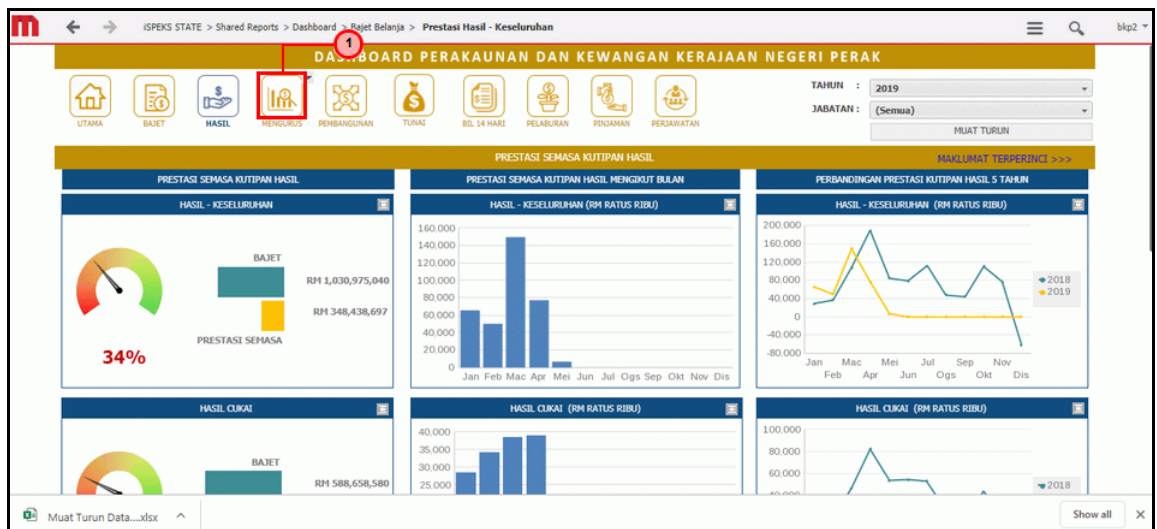 m
iSPEKS STATE > Shared Reports > Dashboard > Bajet Belanja > Prestasi Hasil - Keseluruhan
bkp2
1
DASHBOARD PERAKAUNAN DAN KEWANGAN KERAJAAN NEGERI PERAK
UTAMA BAJET HASIL MENGURUS PEMBANGUNAN TUNAI BIL 14 HARI PELABURAN PINJAMAN PERJAWATAN
TAHUN : 2019
JABATAN : (Semua)
MUAT TURUN
PRESTASI SEMASA KUTIPAN HASIL MAKLUMAT TERPERINCI >>>
PRESTASI SEMASA KUTIPAN HASIL
HASIL - KESELURUHAN
BAJET
RM 1,030,975,040
RM 348,438,697
PRESTASI SEMASA
34%
PRESTASI SEMASA KUTIPAN HASIL MENGIKUT BULAN
HASIL - KESELURUHAN (RM RATUS RIBU)
160,000
140,000
120,000
100,000
80,000
60,000
40,000
20,000
0
Jan Feb Mac Apr Mei Jun Jul Ogs Sep Okt Nov Dis
PERBANDINGAN PRESTASI KUTIPAN HASIL 5 TAHUN
HASIL - KESELURUHAN (RM RATUS RIBU)
200,000
160,000
120,000
80,000
40,000
0
-40,000
-80,000
Jan Mac Mei Jul Sep Nov
Feb Apr Jun Ogs Okt Dis
2018
2019
HASIL CUKAI
BAJET
RM 588,658,580
HASIL CUKAI (RM RATUS RIBU)
40,000
35,000
30,000
25,000
HASIL CUKAI (RM RATUS RIBU)
100,000
80,000
60,000
2018
Muat Turun Data....xlsx
Show all